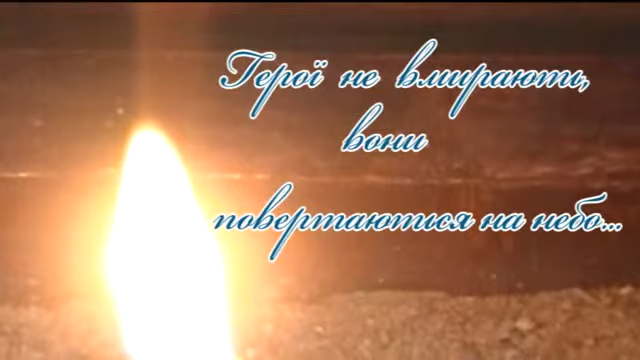 Герої не вмирають,
вони
повертаються на небо...